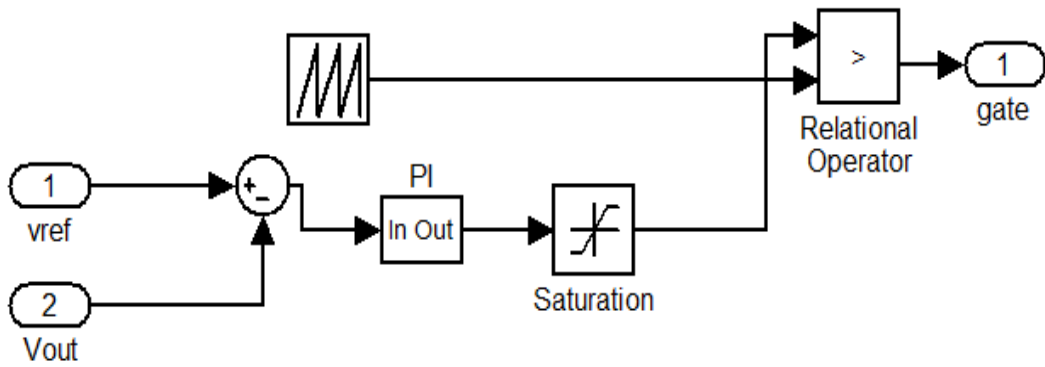 >
1
gate
Relational
Operator
1
vref
+
−
PI
In Out
Saturation
2
Vout